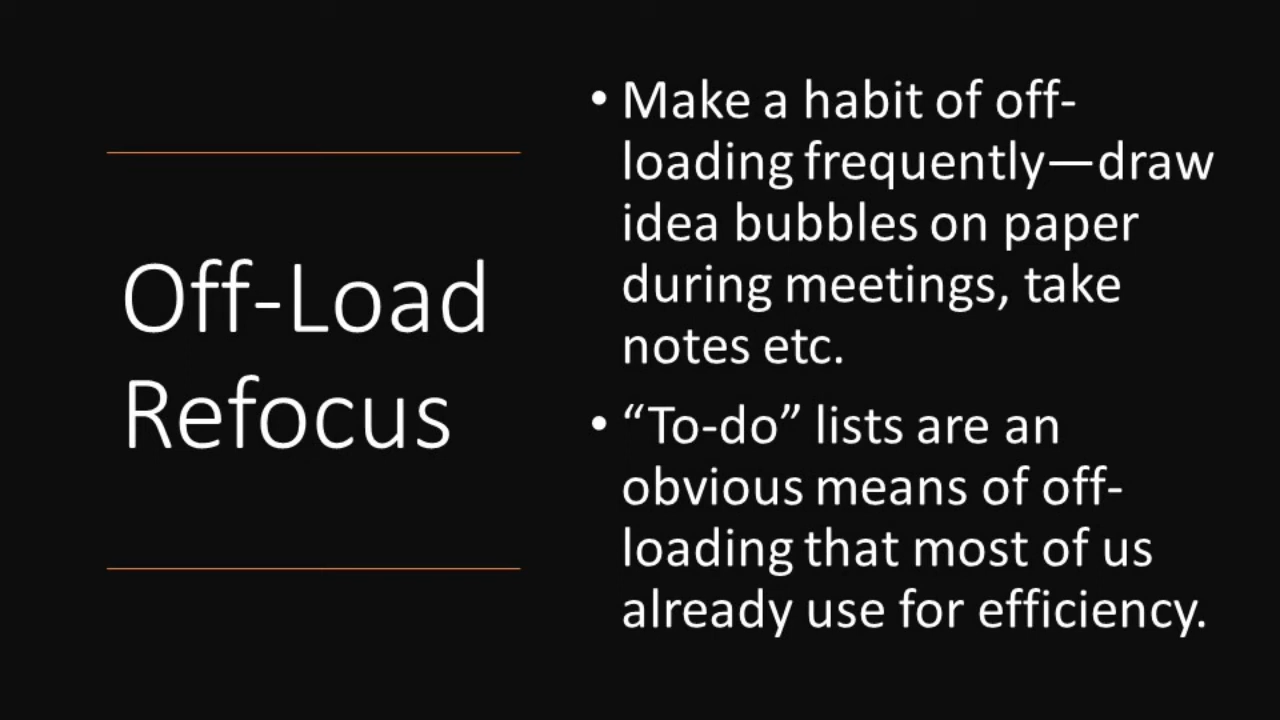 Off-Load
Refocus
• Make a habit of off-
loading frequently—draw
idea bubbles on paper
during meetings, take
notes etc.
• “To-do” lists are an
obvious means of off-
loading that most of us
already use for efficiency.